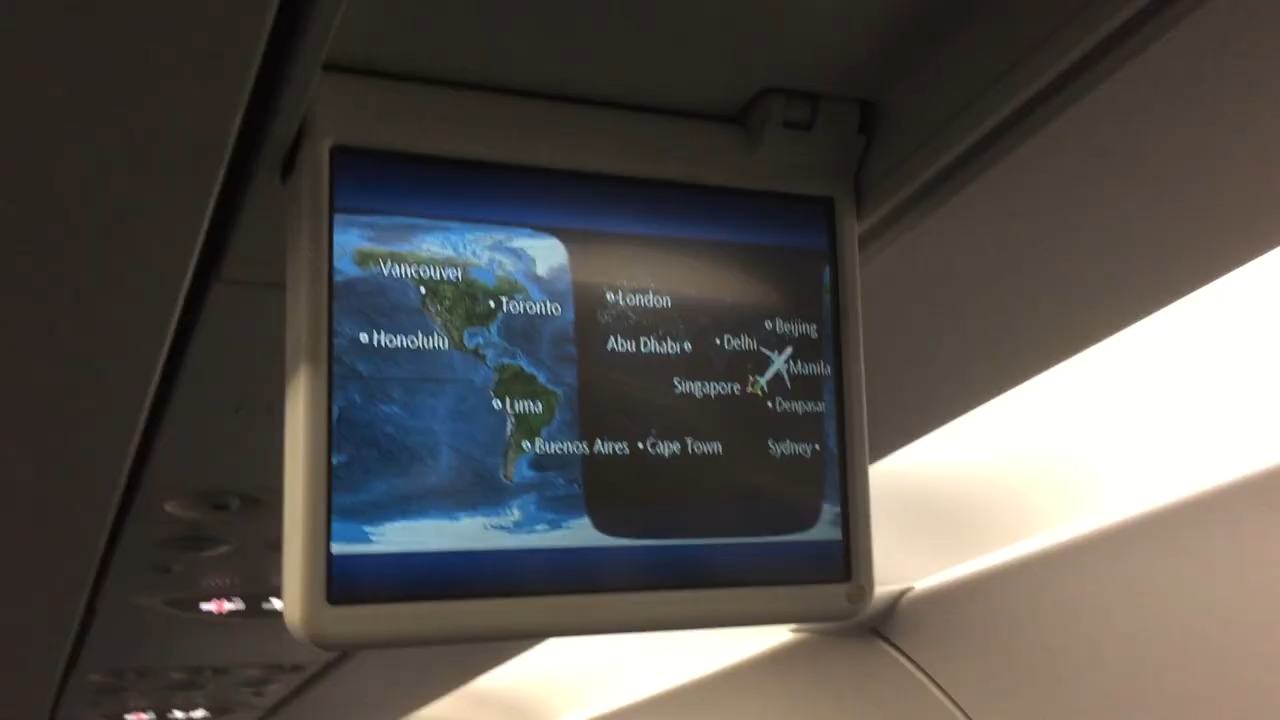 Vancouver
Toronto
London
Beijing
Honolulu
Abu Dhabi
Delhi
Manila
Singapore
Lima
Denpasar
Buenos Aires
Cape Town
Sydney